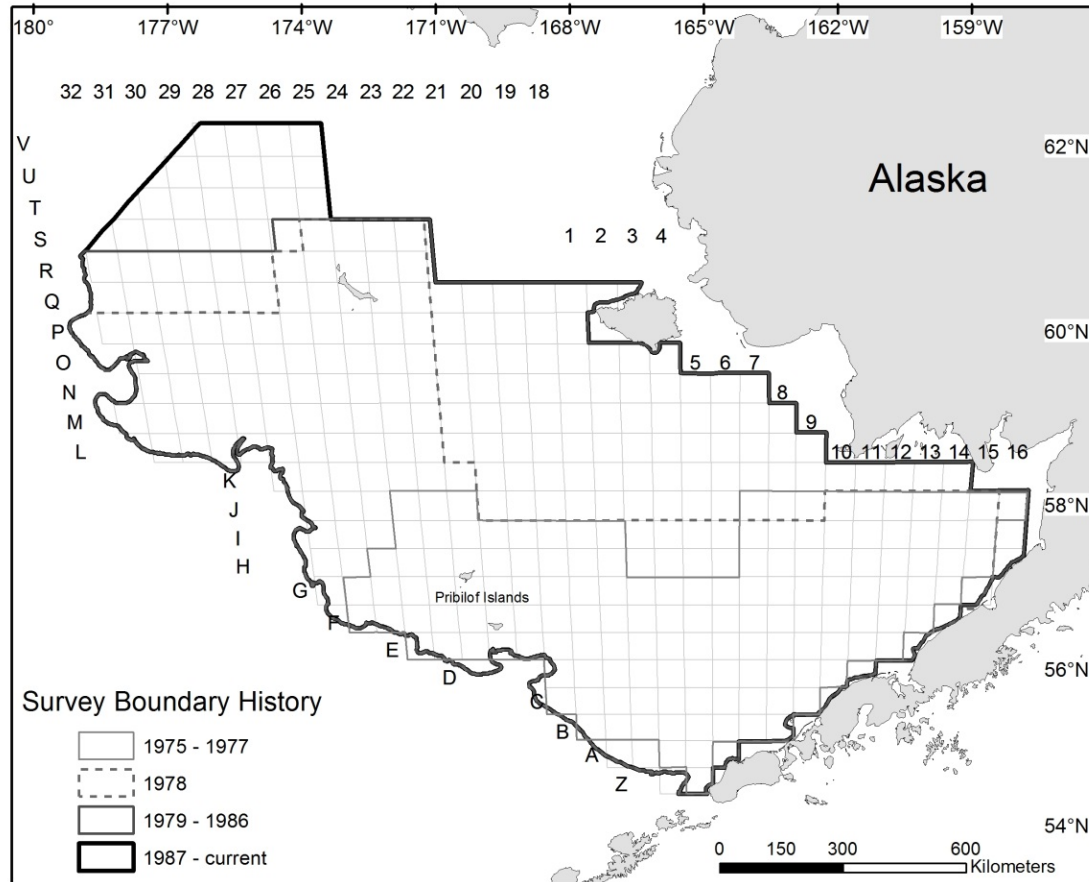 180° 177°W 174°W 171°W 168°W 165°W 162°W 159°W
32 31 30 29 28 27 26 25 24 23 22 21 20 19 18
V
62°N
U
Alaska
T
S
1 2 3 4
R
Q
60°N
P
O
5 6 7
N
8
M
9
L
10 11 12 13 14 15 16
K
58°N
J
I
H
G
Pribilof Islands
F
E
56°N
D
C
B
A
Z
54°N
Survey Boundary History
1975 - 1977
1978
1979 - 1986
1987 - current
0 150 300 600
Kilometers